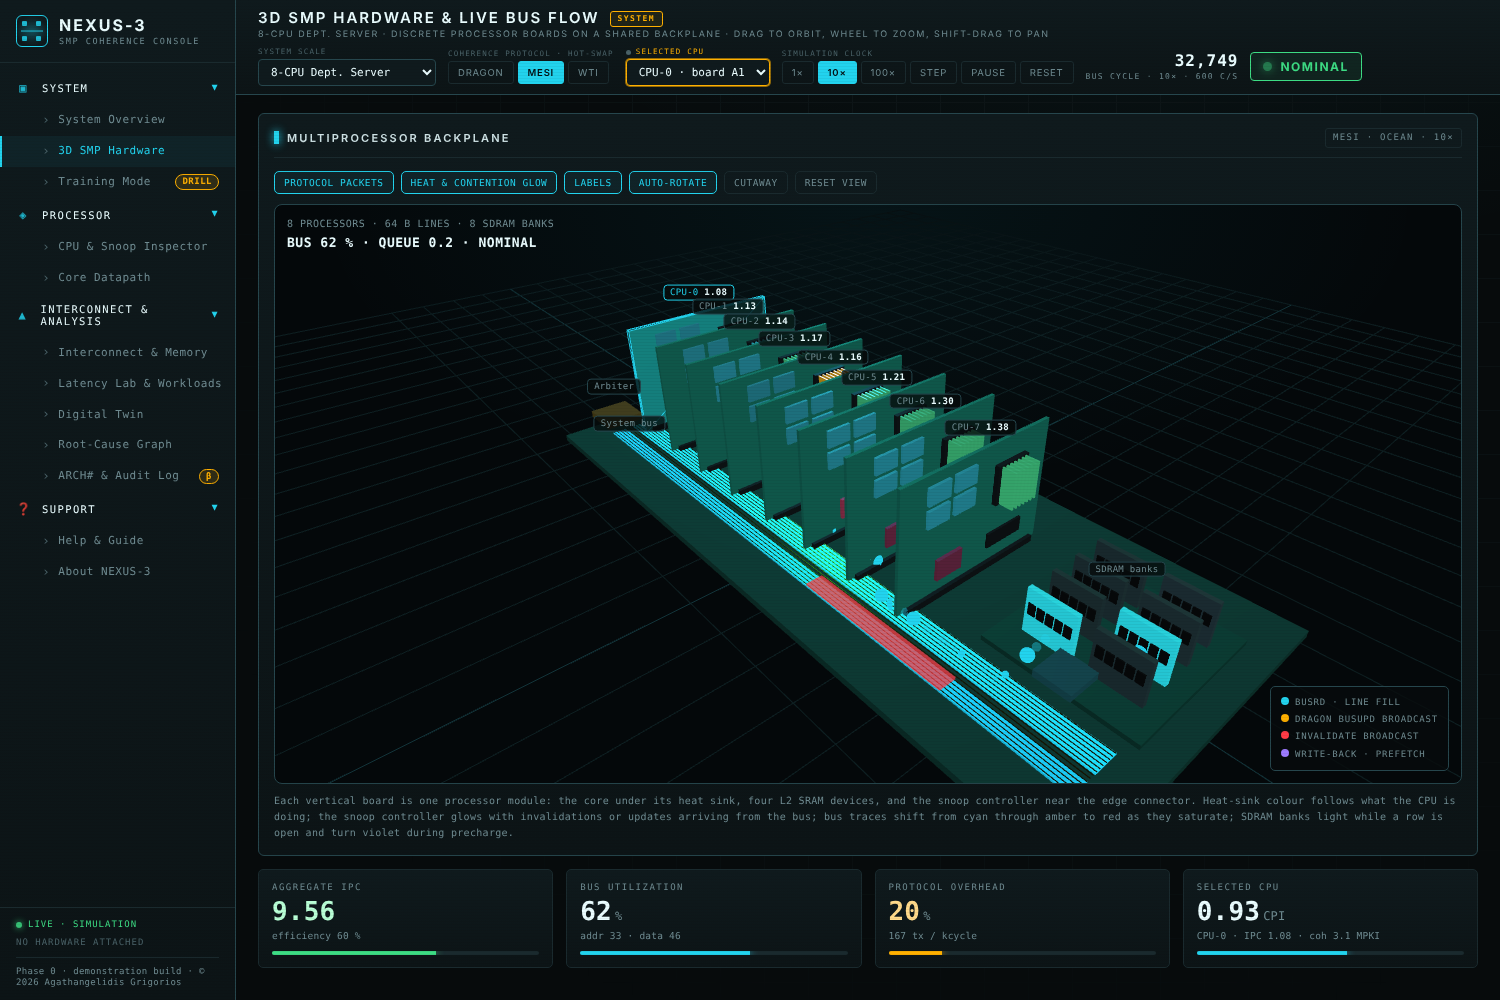 NEXUS-3
SMP COHERENCE CONSOLE
SYSTEM
System Overview
3D SMP Hardware
Training Mode DRILL
PROCESSOR
CPU & Snoop Inspector
Core Datapath
INTERCONNECT &
ANALYSIS
Interconnect & Memory
Latency Lab & Workloads
Digital Twin
Root-Cause Graph
ARCH# & Audit Log β
SUPPORT
Help & Guide
About NEXUS-3
LIVE · SIMULATION
NO HARDWARE ATTACHED
Phase 0 · demonstration build · ©
2026 Agathangelidis Grigorios
3D SMP HARDWARE & LIVE BUS FLOW SYSTEM
8-CPU DEPT. SERVER · DISCRETE PROCESSOR BOARDS ON A SHARED BACKPLANE · DRAG TO ORBIT, WHEEL TO ZOOM, SHIFT-DRAG TO PAN
SYSTEM SCALE
8-CPU Dept. Server
COHERENCE PROTOCOL · HOT-SWAP
DRAGON MESI WTI
SELECTED CPU
CPU-0 · board A1
SIMULATION CLOCK
1× 10× 100× STEP PAUSE RESET
32,749
BUS CYCLE · 10× · 600 C/S
NOMINAL
MULTIPROCESSOR BACKPLANE
MESI · OCEAN · 10×
PROTOCOL PACKETS HEAT & CONTENTION GLOW LABELS AUTO-ROTATE CUTAWAY RESET VIEW
8 PROCESSORS · 64 B LINES · 8 SDRAM BANKS
BUS 62 % · QUEUE 0.2 · NOMINAL
CPU-0 1.08
CPU-1 1.13
CPU-2 1.14
CPU-3 1.17
CPU-4 1.16
CPU-5 1.21
CPU-6 1.30
CPU-7 1.38
Arbiter
System bus
SDRAM banks
BUSRD · LINE FILL
DRAGON BUSUPD BROADCAST
INVALIDATE BROADCAST
WRITE-BACK · PREFETCH
Each vertical board is one processor module: the core under its heat sink, four L2 SRAM devices, and the snoop controller near the edge connector. Heat-sink colour follows what the CPU is
doing; the snoop controller glows with invalidations or updates arriving from the bus; bus traces shift from cyan through amber to red as they saturate; SDRAM banks light while a row is
open and turn violet during precharge.
AGGREGATE IPC
9.56
efficiency 60 %
BUS UTILIZATION
62 %
addr 33 · data 46
PROTOCOL OVERHEAD
20 %
167 tx / kcycle
SELECTED CPU
0.93 CPI
CPU-0 · IPC 1.08 · coh 3.1 MPKI